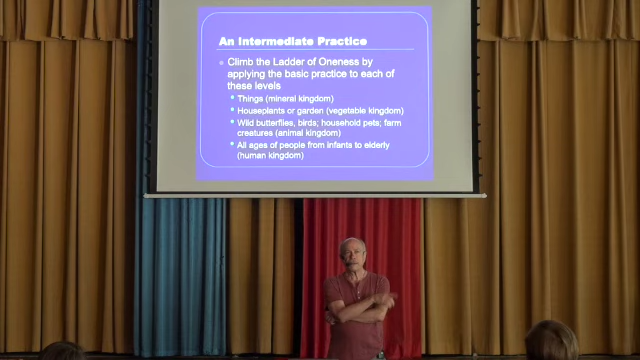 An Intermediate Practice
Climb the Ladder of Oneness by
applying the basic practice to each of
these levels
Things (mineral kingdom)
Houseplants or garden (vegetable kingdom)
Wild butterflies, birds; household pets; farm
creatures (animal kingdom)
All ages of people from infants to elderly
(human kingdom)